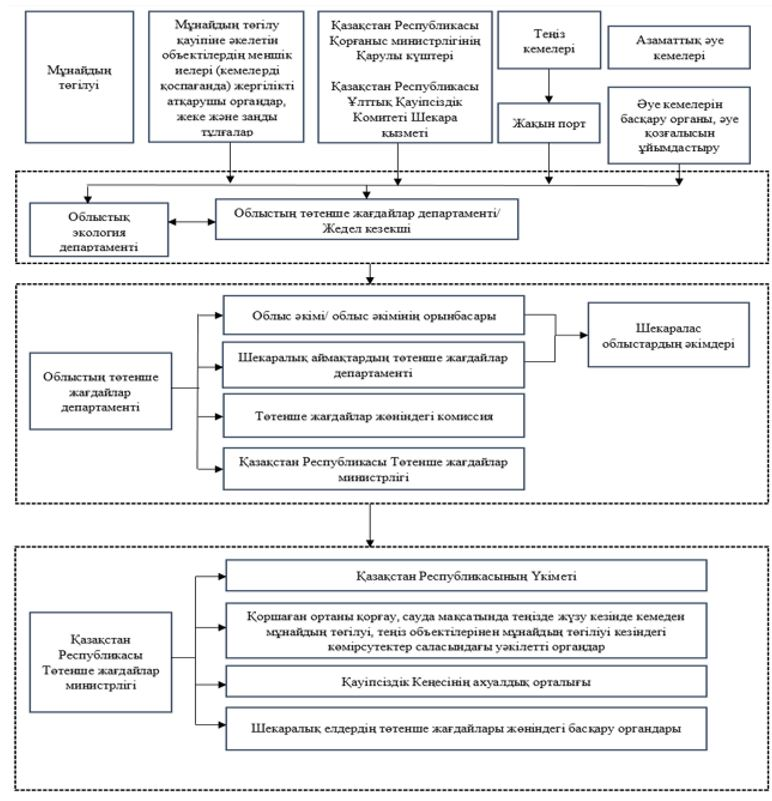 Мұнайдың
төгілуі
Мұнайдың төгілу
қауіпіне әкелетін
объектілердің меншік
иелері (кемелерді
қоспағанда) жергілікті
атқарушы органдар,
жеке және заңды
тұлғалар
Қазақстан Республикасы
Қорғаныс министрлігінің
Қарулы күштері
Қазақстан Республикасы
Ұлттық Қауіпсіздік
Комитеті Шекара
қызметі
Теңіз
кемелері
Жақын порт
Азаматтық әуе
кемелері
Әуе кемелерін
басқару органы, әуе
қозғалысын
ұйымдастыру
Облыстық
экология
департаменті
Облыстың төтенше жағдайлар департаменті/
Жедел кезекші
Облыстың төтенше
жағдайлар
департаменті
Облыс әкімі/ облыс әкімінің орынбасары
Шекаралық аймақтардың төтенше жағдайлар
департаменті
Төтенше жағдайлар жөніндегі комиссия
Қазақстан Республикасы Төтенше жағдайлар
министрлігі
Шекаралас
облыстардың әкімдері
Қазақстан
Республикасы
Төтенше жағдайлар
министрлігі
Қазақстан Республикасының Үкіметі
Қоршаған ортаны қорғау, сауда мақсатында теңізде жүзу кезінде кемеден
мұнайдың төгілуі, теңіз объектілерінен мұнайдың төгіліуі кезіндегі
көмірсутектер саласындағы уәкілетті органдар
Қауіпсіздік Кеңесінің ахуалдық орталығы
Шекаралық елдердің төтенше жағдайлары жөніндегі басқару органдары